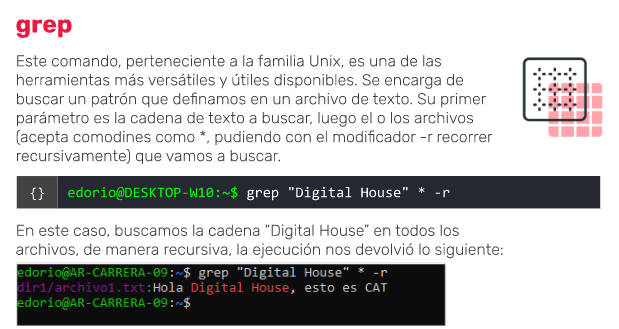 grep
Este comando, perteneciente a la familia Unix, es una de las
herramientas más versátiles y útiles disponibles. Se encarga de
buscar un patrón que definamos en un archivo de texto. Su primer
parámetro es la cadena de texto a buscar, luego el o los archivos
(acepta comodines como *, pudiendo con el modificador -r recorrer
recursivamente) que vamos a buscar.
{} edorio@DESKTOP-W10:~$ grep "Digital House" * -r
En este caso, buscamos la cadena “Digital House” en todos los
archivos, de manera recursiva, la ejecución nos devolvió lo siguiente:
edorio@AR-CARRERA-09:~$ grep "Digital House" * -r
dir1/archivo1.txt:Hola Digital House, esto es CAT
edorio@AR-CARRERA-09:~$